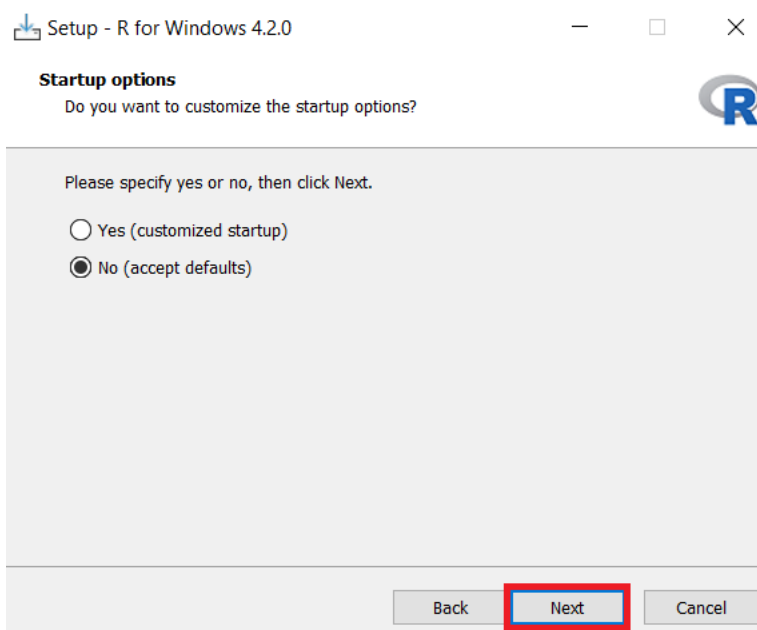 Setup - R for Windows 4.2.0
Startup options
Do you want to customize the startup options?
R
Please specify yes or no, then click Next.
Yes (customized startup)
No (accept defaults)
Back Next Cancel